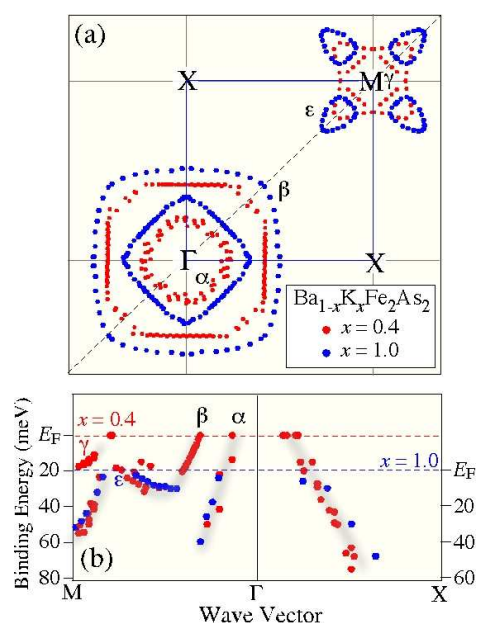 (a)
X
M
γ
ε
β
Γ
α
X
Ba1-xKxFe2As2
x = 0.4
x = 1.0
Binding Energy (meV)
x = 0.4
β
α
EF
γ
20
ε
x = 1.0
EF
40
20
60
40
80
(b)
60
M
Γ
X
Wave Vector